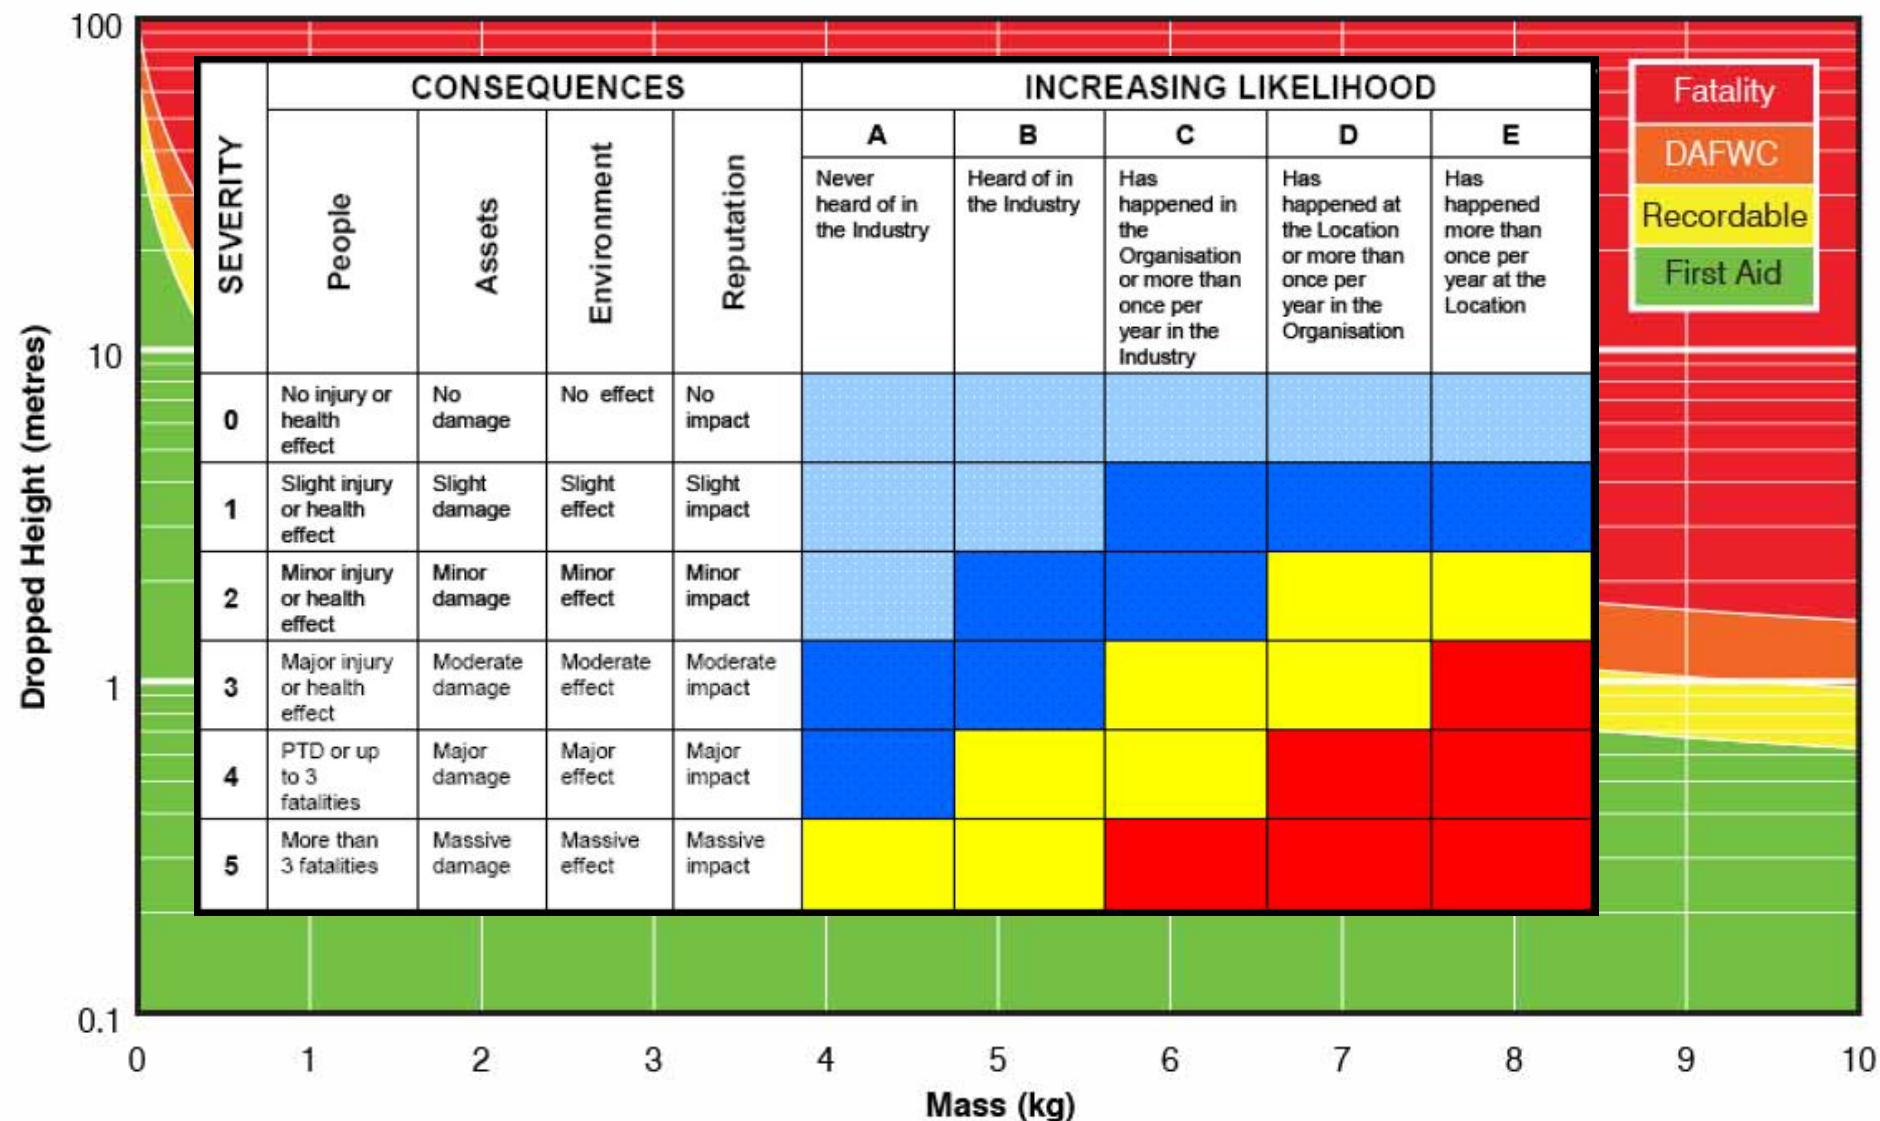 100
10
1
0.1
Dropped Height (metres)
0
1
2
3
4
5
6
7
8
9
10
Mass (kg)
Fatality
DAFWC
Recordable
First Aid
SEVERITY
CONSEQUENCES
INCREASING LIKELIHOOD
People
Assets
Environment
Reputation
A
B
C
D
E
Never
heard of in
the Industry
Heard of in
the Industry
Has
happened in
the
Organisation
or more than
once per
year in the
Industry
Has
happened at
the Location
or more than
once per
year in the
Organisation
Has
happened
more than
once per
year at the
Location
0
No injury or
health
effect
No
damage
No effect
No
impact
1
Slight injury
or health
effect
Slight
damage
Slight
effect
Slight
impact
2
Minor injury
or health
effect
Minor
damage
Minor
effect
Minor
impact
3
Major injury
or health
effect
Moderate
damage
Moderate
effect
Moderate
impact
4
PTD or up
to 3
fatalities
Major
damage
Major
effect
Major
impact
5
More than
3 fatalities
Massive
damage
Massive
effect
Massive
impact